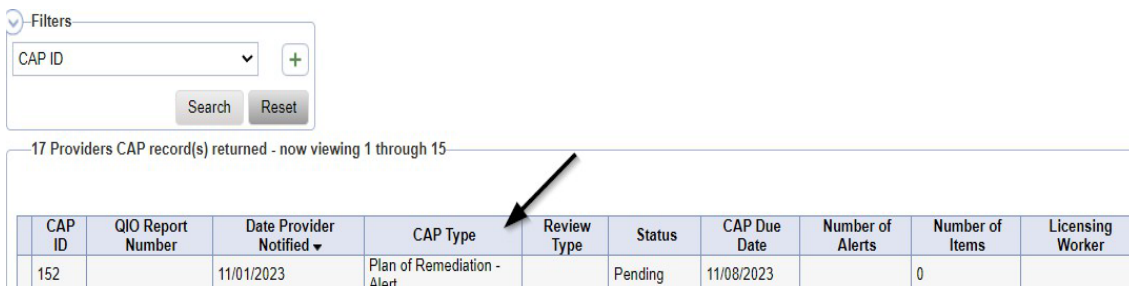 Filters
CAP ID
+
Search Reset
17 Providers CAP record(s) returned - now viewing 1 through 15
CAP ID QIO Report Number Date Provider Notified CAP Type Review Type Status CAP Due Date Number of Alerts Number of Items Licensing Worker
152 11/01/2023 Plan of Remediation - Alert Pending 11/08/2023 0